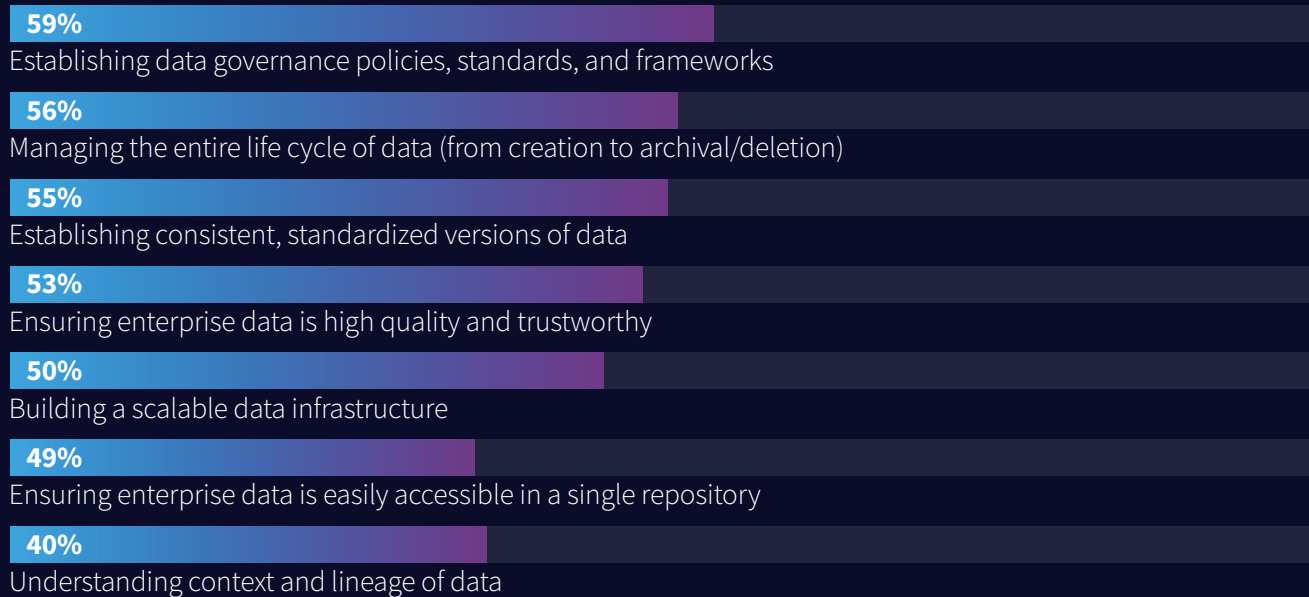 59%
Establishing data governance policies, standards, and frameworks
56%
Managing the entire life cycle of data (from creation to archival/deletion)
55%
Establishing consistent, standardized versions of data
53%
Ensuring enterprise data is high quality and trustworthy
50%
Building a scalable data infrastructure
49%
Ensuring enterprise data is easily accessible in a single repository
40%
Understanding context and lineage of data